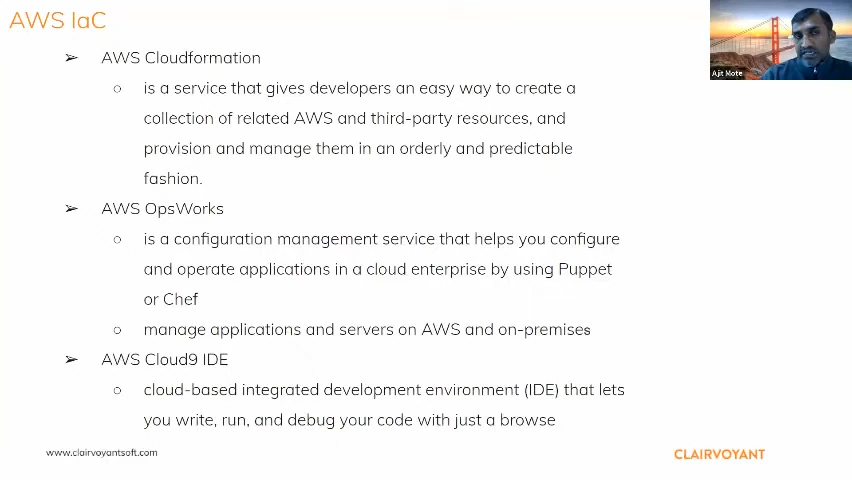 AWS IaC
➢ AWS Cloudformation
○ is a service that gives developers an easy way to create a
collection of related AWS and third-party resources, and
provision and manage them in an orderly and predictable
fashion.
➢ AWS OpsWorks
○ is a configuration management service that helps you configure
and operate applications in a cloud enterprise by using Puppet
or Chef
○ manage applications and servers on AWS and on-premises
➢ AWS Cloud9 IDE
○ cloud-based integrated development environment (IDE) that lets
you write, run, and debug your code with just a browse
www.clairvoyantsoft.com
CLAIRVOYANT
Ajit Mote